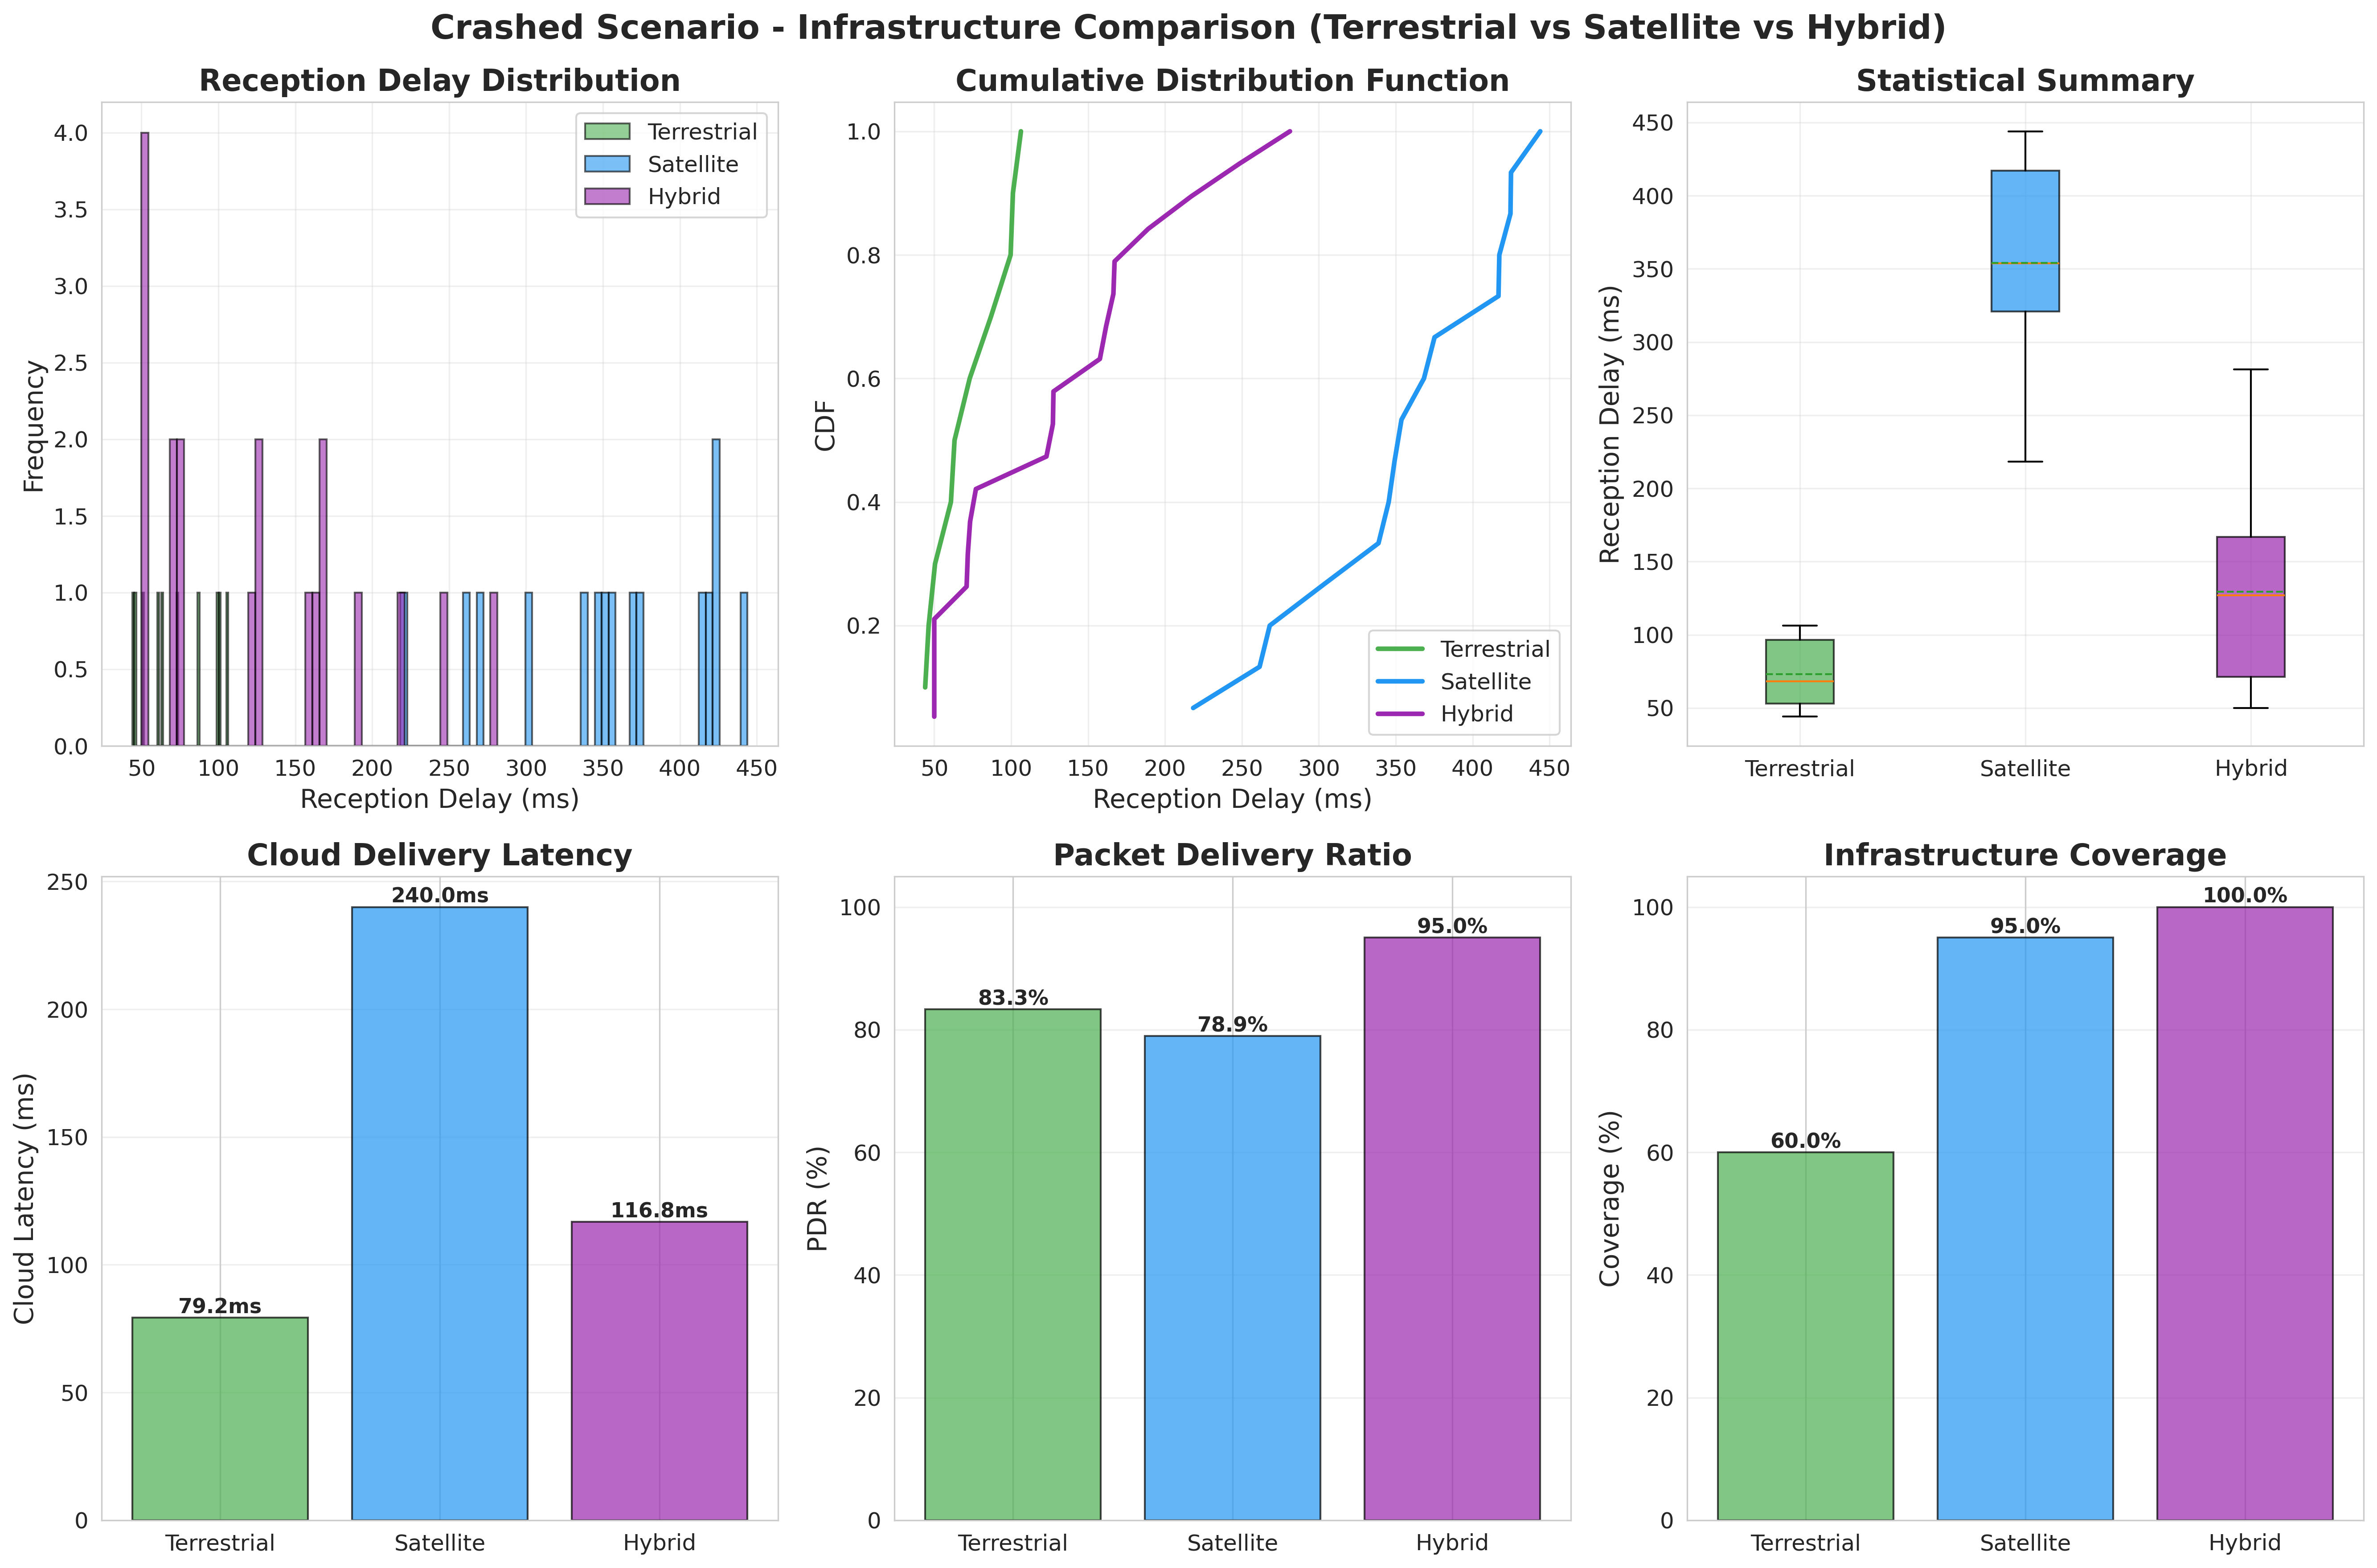 Crashed Scenario - Infrastructure Comparison (Terrestrial vs Satellite vs Hybrid)
Reception Delay Distribution
Frequency
4.0
3.5
3.0
2.5
2.0
1.5
1.0
0.5
0.0
50 100 150 200 250 300 350 400 450
Reception Delay (ms)
Terrestrial
Satellite
Hybrid
Cumulative Distribution Function
CDF
1.0
0.8
0.6
0.4
0.2
50 100 150 200 250 300 350 400 450
Reception Delay (ms)
Terrestrial
Satellite
Hybrid
Statistical Summary
Reception Delay (ms)
450
400
350
300
250
200
150
100
50
Terrestrial Satellite Hybrid
Cloud Delivery Latency
Cloud Latency (ms)
250
200
150
100
50
0
79.2ms
240.0ms
116.8ms
Terrestrial Satellite Hybrid
Packet Delivery Ratio
PDR (%)
100
80
60
40
20
0
83.3%
78.9%
95.0%
Terrestrial Satellite Hybrid
Infrastructure Coverage
Coverage (%)
100
80
60
40
20
0
60.0%
95.0%
100.0%
Terrestrial Satellite Hybrid